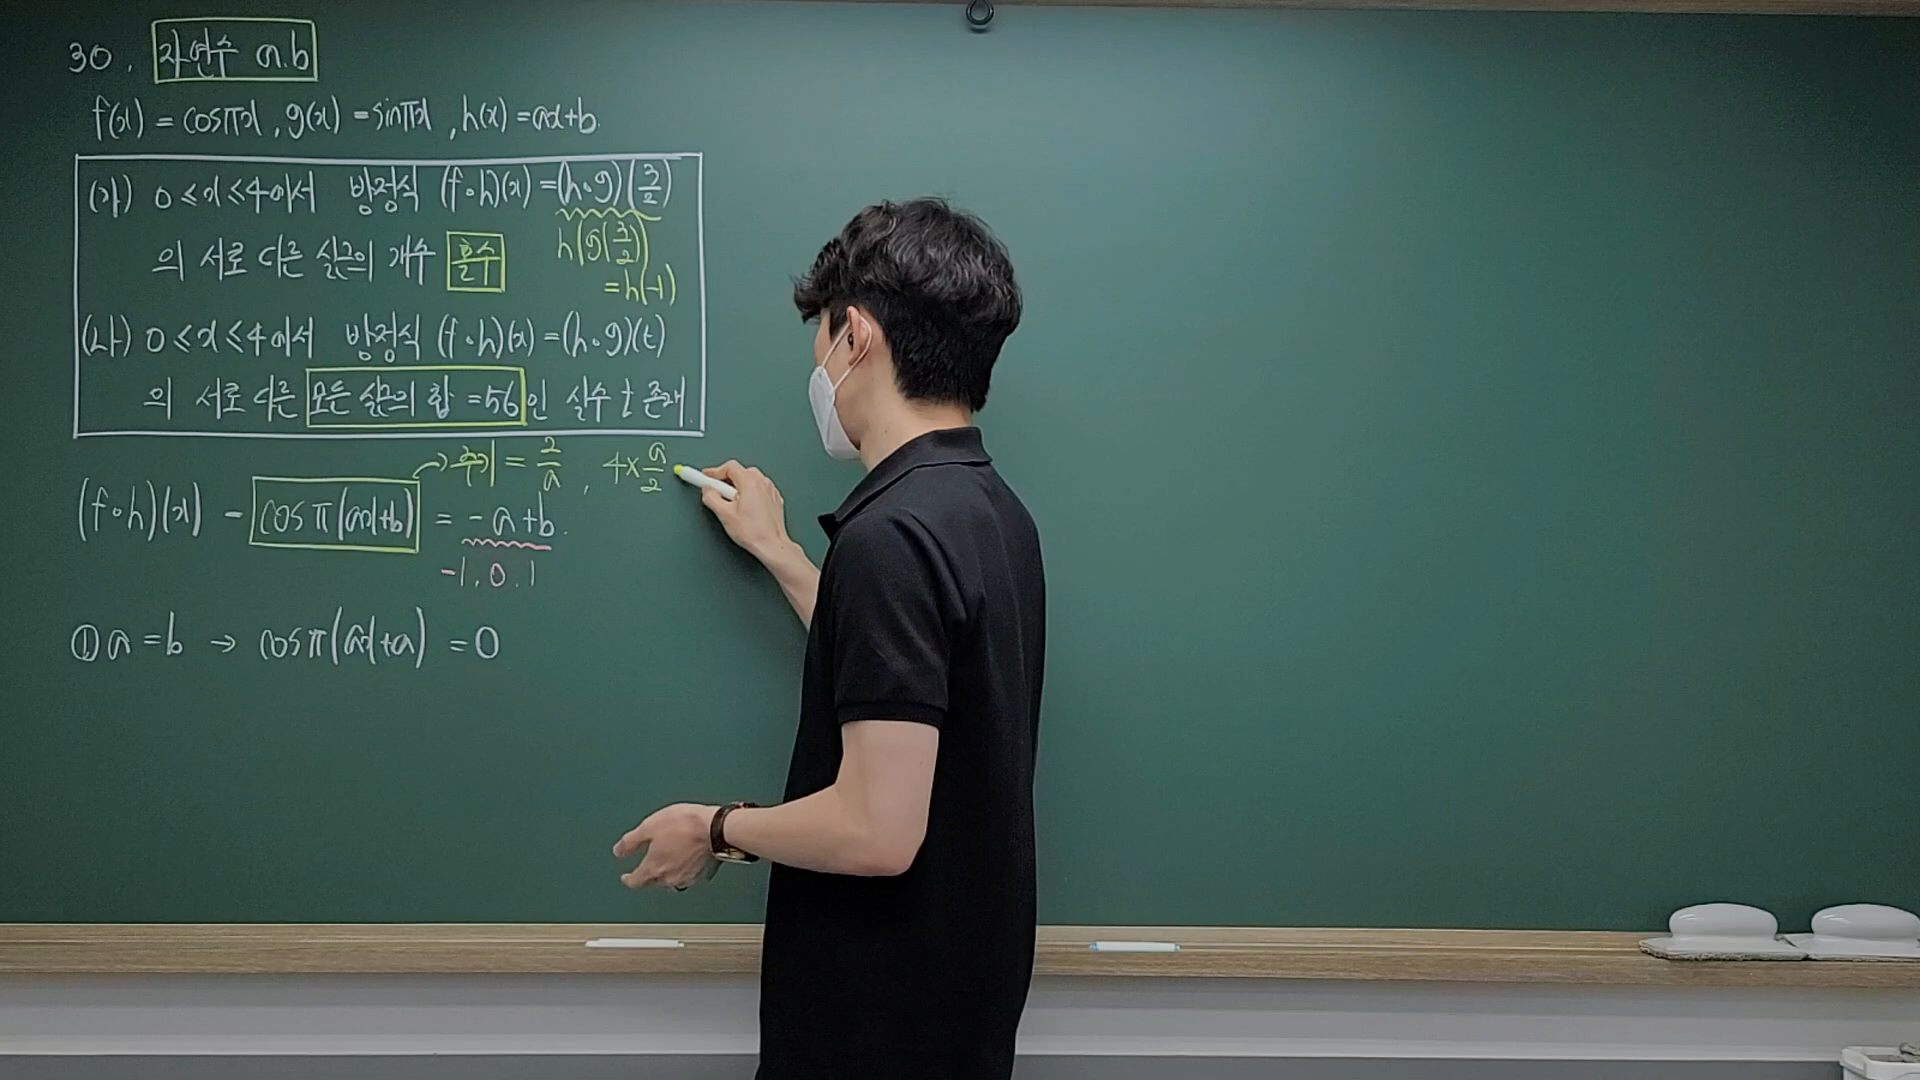 30. 자연수 a.b
f(x) = cosπx, g(x) = sinπx, h(x) = ax+b.
(가) 0 ≤ x ≤ 4에서 방정식 (f∘h)(x) = (h∘g)(3/2)
의 서로 다른 실근의 개수 홀수
h(g(3/2))
= h(-1)
(나) 0 ≤ x ≤ 4에서 방정식 (f∘h)(x) = (h∘g)(t)
의 서로 다른 모든 실근의 합 = 56 인 실수 t 존재.
→ 주기 = 2/a, 4×a/2
(f∘h)(x) - cosπ(ax+b) = -a+b.
-1, 0, 1
① a = b → cosπ(ax+a) = 0